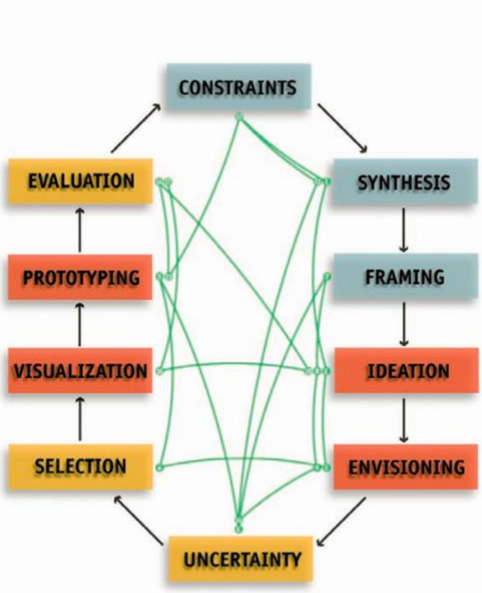 CONSTRAINTS
EVALUATION
SYNTHESIS
PROTOTYPING
FRAMING
VISUALIZATION
IDEATION
SELECTION
ENVISIONING
UNCERTAINTY